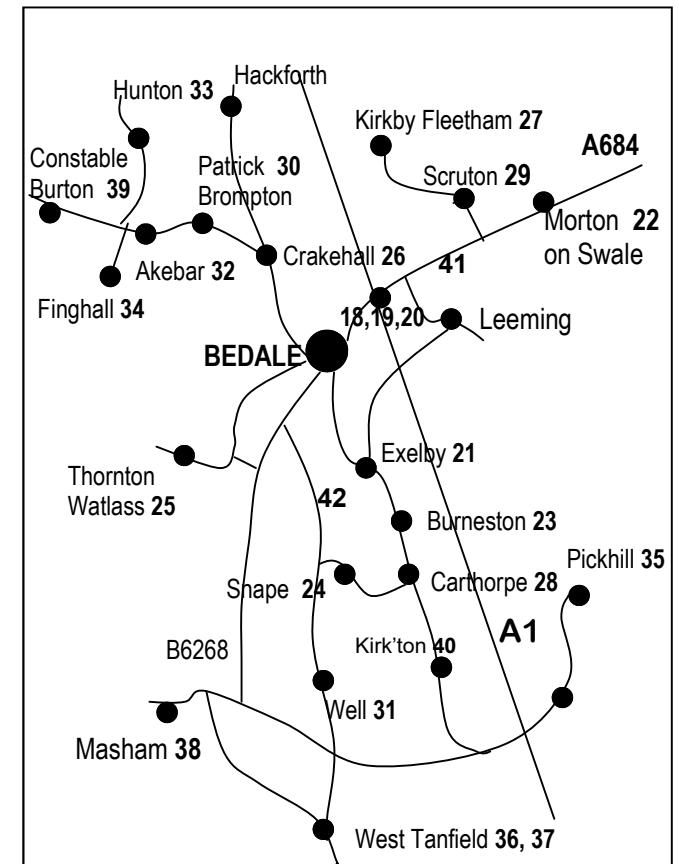 Hackforth
Hunton 33
Kirkby Fleetham 27
A684
Constable
Burton 39
Patrick 30
Brompton
Scruton 29
Morton 22
on Swale
Crakehall 26
41
Akebar 32
Finghall 34
18,19,20
Leeming
BEDALE
Exelby 21
Thornton
Watlass 25
42
Burneston 23
Pickhill 35
Snape 24
Carthorpe 28
A1
Kirk'ton 40
B6268
Well 31
Masham 38
West Tanfield 36, 37